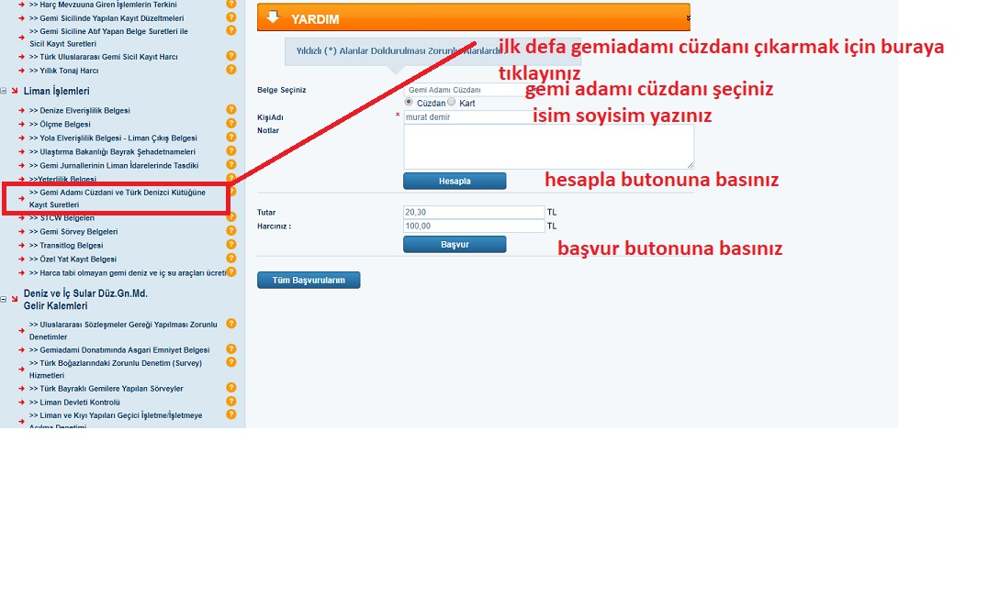 >> Harç Mevzuuna Giren İşlemlerin Terkini
>> Gemi Sicilinde Yapılan Kayıt Düzeltmeleri
>> Gemi Siciline Atıf Yapan Belge Suretleri ile
Sicil Kayıt Suretleri
>> Türk Uluslararası Gemi Sicil Kayıt Harcı
>> Yıllık Tonaj Harcı
Liman İşlemleri
>> Denize Elverişlilik Belgesi
>> Ölçme Belgesi
>> Yola Elverişlilik Belgesi - Liman Çıkış Belgesi
>> Ulaştırma Bakanlığı Bayrak Şehadetnameleri
>> Gemi Jurnallerinin Liman İdarelerinde Tasdiki
>>Yeterlilik Belgesi
>> Gemi Adamı Cüzdani ve Türk Denizci Kütüğüne
Kayıt Suretleri
>> STCW Belgeleri
>> Gemi Sörvey Belgeleri
>> Transitlog Belgesi
>> Özel Yat Kayıt Belgesi
>> Harca tabi olmayan gemi deniz ve iç su araçları ücreti
Deniz ve İç Sular Düz.Gn.Md.
Gelir Kalemleri
>> Uluslararası Sözleşmeler Gereği Yapılması Zorunlu
Denetimler
>> Gemiadami Donatımında Asgari Emniyet Belgesi
>> Türk Boğazlarındaki Zorunlu Denetim (Survey)
Hizmetleri
>> Türk Bayraklı Gemilere Yapılan Sörveyler
>> Liman Devleti Kontrolü
>> Liman ve Kıyı Yapıları Geçici İşletme/İşletmeye
Açılma Denetimi
YARDIM
Yıldızlı (*) Alanlar Doldurulması Zorunlu Alanlardır
ilk defa gemiadamı cüzdanı çıkarmak için buraya
tıklayınız
Belge Seçiniz
Gemi Adamı Cüzdanı
gemi adamı cüzdanı şeçiniz
Cüzdan Kart
KişiAdı
* murat demir
isim soyisim yazınız
Notlar
Hesapla
hesapla butonuna basınız
Tutar
20,30 TL
Harcınız :
100,00 TL
Başvur
başvur butonuna basınız
Tüm Başvurularım